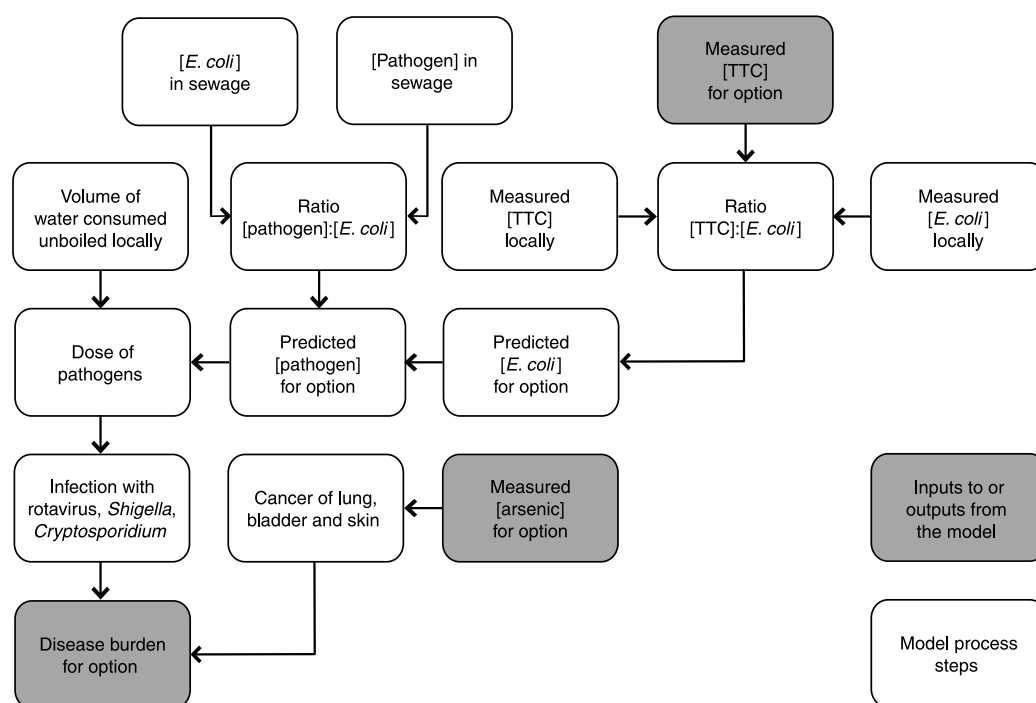 [E. coli]
in sewage
[Pathogen] in
sewage
Measured
[TTC]
for option
Volume of
water consumed
unboiled locally
Ratio
[pathogen]:[E. coli]
Measured
[TTC]
locally
Ratio
[TTC]:[E. coli]
Measured
[E. coli]
locally
Dose of
pathogens
Predicted
[pathogen]
for option
Predicted
[E. coli]
for option
Infection with
rotavirus, Shigella,
Cryptosporidium
Cancer of lung,
bladder and skin
Measured
[arsenic]
for option
Inputs to or
outputs from
the model
Disease burden
for option
Model process
steps